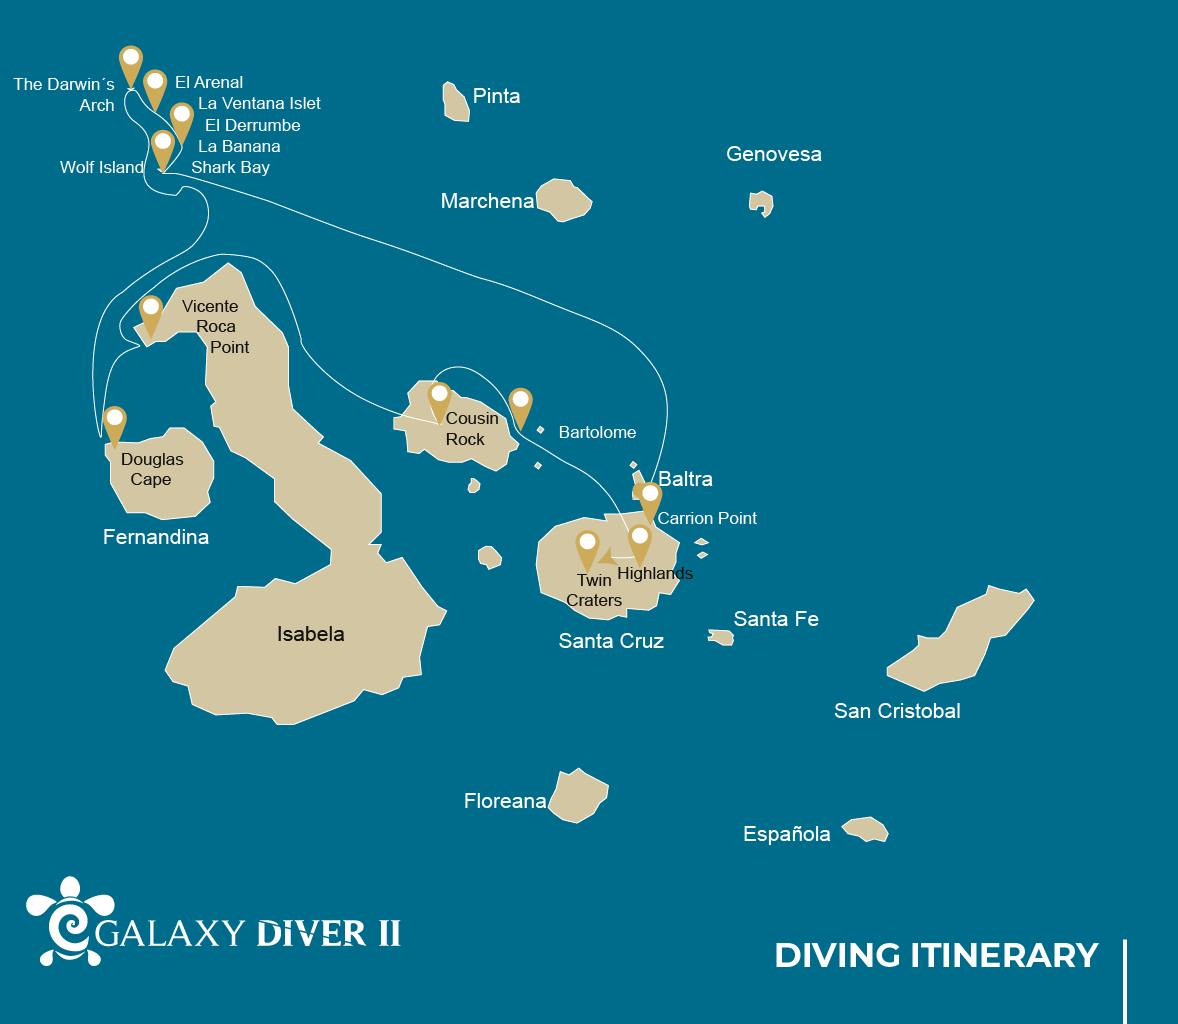 The Darwin´s
Arch
El Arenal
La Ventana Islet
El Derrumbe
La Banana
Wolf Island
Shark Bay
Pinta
Genovesa
Marchena
Vicente
Roca
Point
Cousin
Rock
Bartolome
Douglas
Cape
Fernandina
Baltra
Carrion Point
Highlands
Twin
Craters
Santa Cruz
Isabela
Santa Fe
San Cristobal
Floreana
Española
GALAXY DIVER II
DIVING ITINERARY